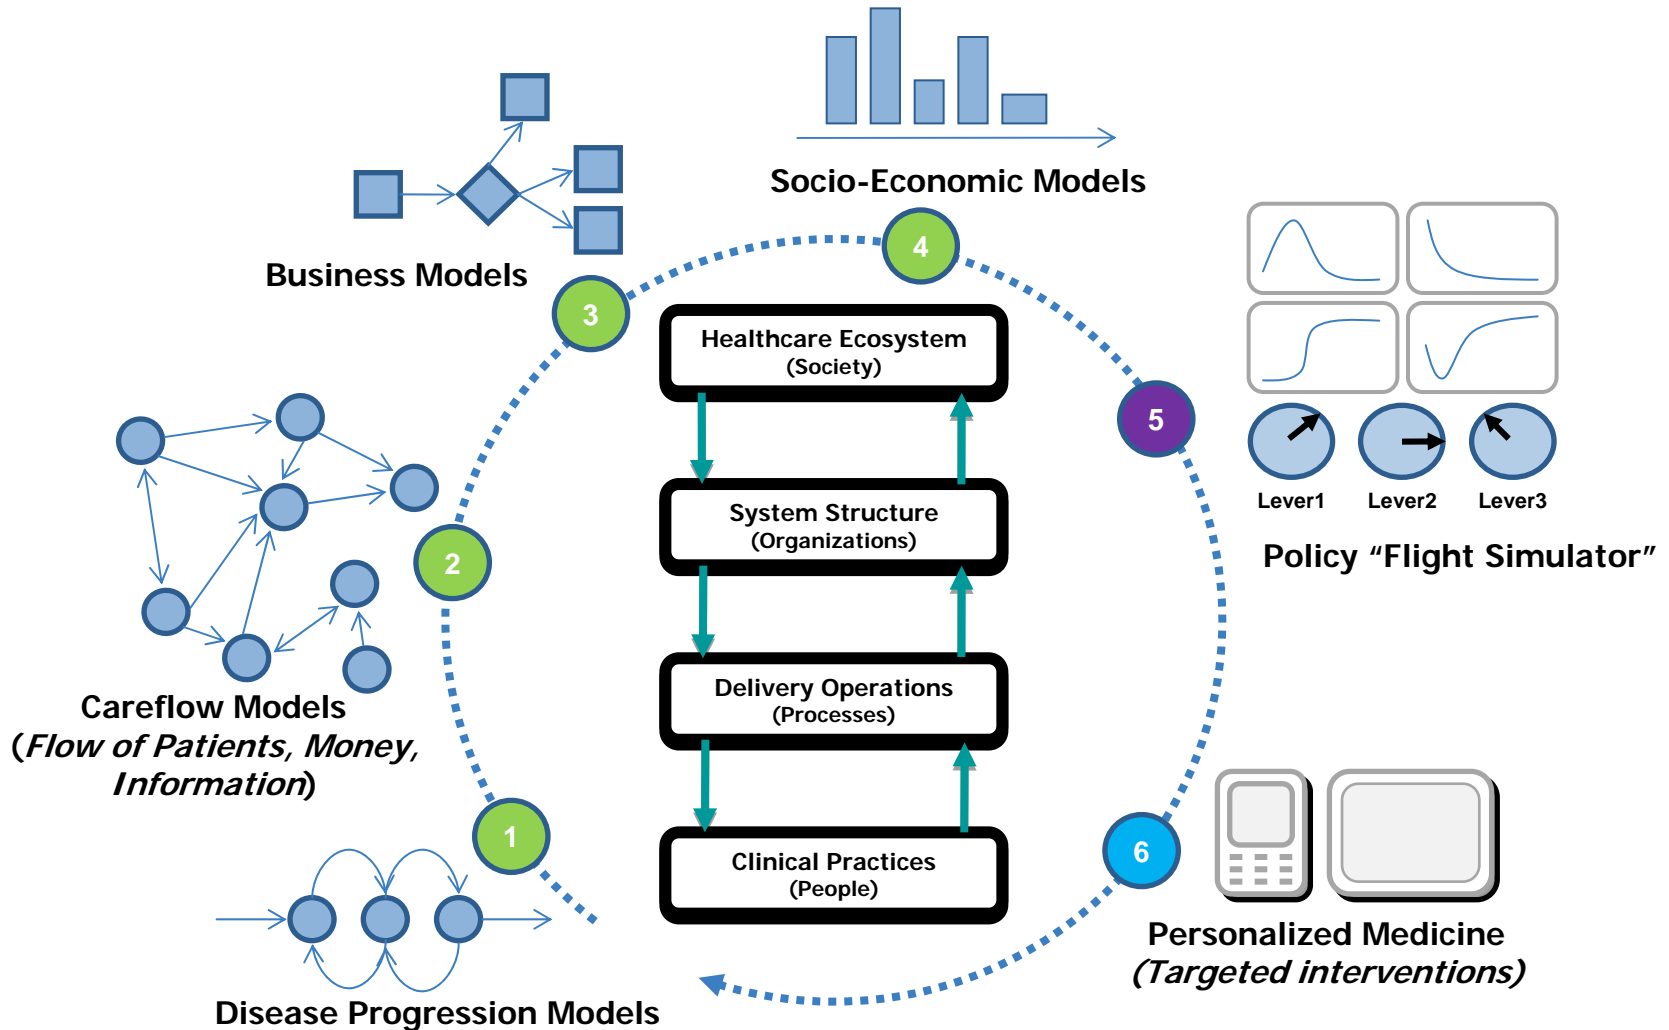 Socio-Economic Models
4
Business Models
3
Healthcare Ecosystem
(Society)
5
Lever1
Lever2
Lever3
Policy “Flight Simulator”
System Structure
(Organizations)
2
Careflow Models
(Flow of Patients, Money,
Information)
Delivery Operations
(Processes)
1
Clinical Practices
(People)
6
Personalized Medicine
(Targeted interventions)
Disease Progression Models